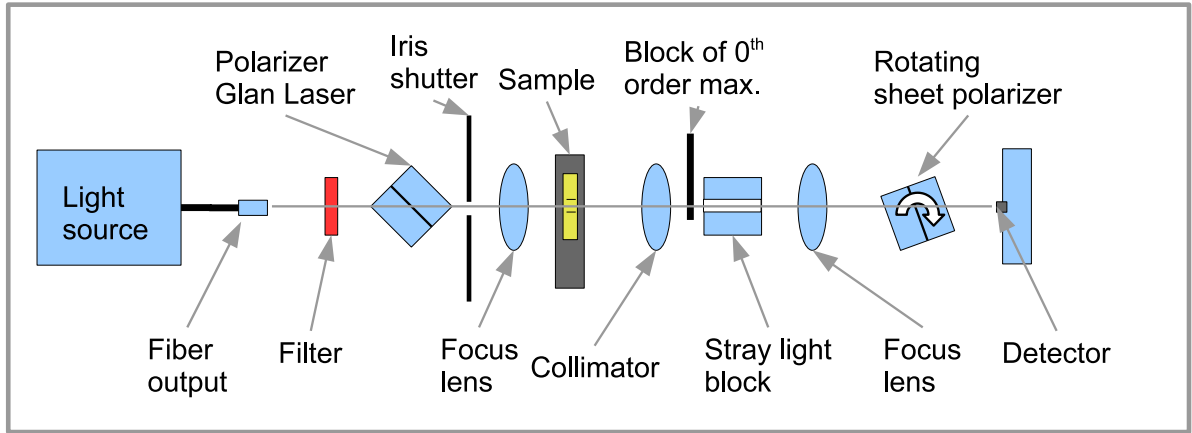 Polarizer
Glan Laser
Iris
shutter
Sample
Block of 0th
order max.
Rotating
sheet polarizer
Light
source
Fiber
output
Filter
Focus
lens
Collimator
Stray light
block
Focus
lens
Detector